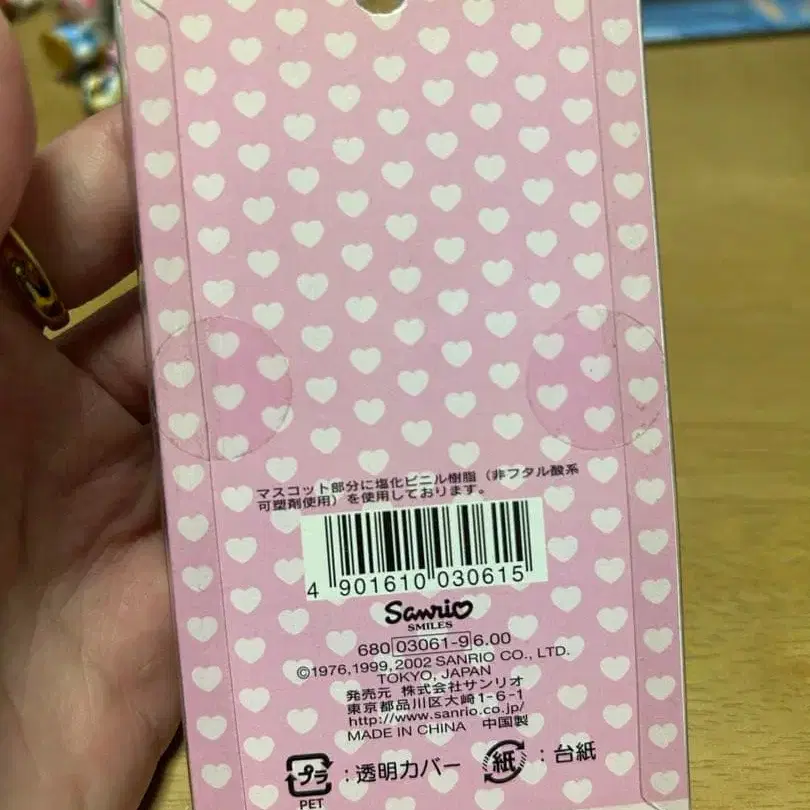 マスコット部分に塩化ビニル樹脂（非フタル酸系
可塑剤使用）を使用しております。
4 901610 030615
Sanrio
SMILES
680 03061-9 6.00
©1976,1999,2002 SANRIO CO., LTD.
TOKYO, JAPAN
発売元 株式会社サンリオ
東京都品川区大崎1-6-1
http://www.sanrio.co.jp/
MADE IN CHINA 中国製
プラ : 透明カバー 紙 : 台紙
PET